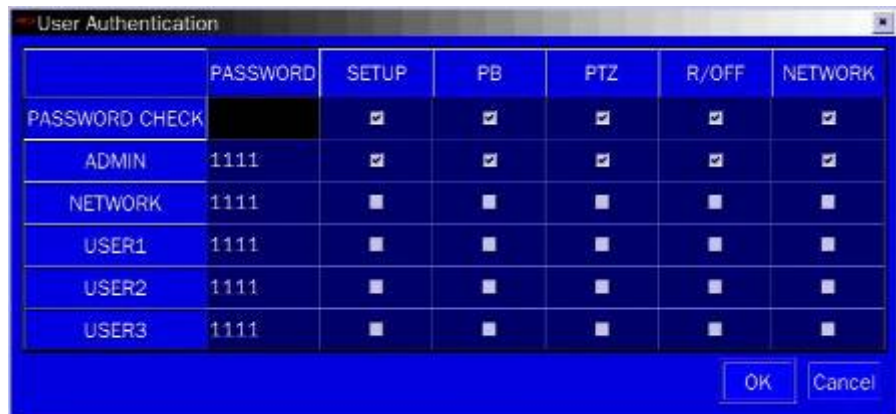 User Authentication
PASSWORD SETUP PB PTZ R/OFF NETWORK
PASSWORD CHECK
ADMIN 1111
NETWORK 1111
USER1 1111
USER2 1111
USER3 1111
OK Cancel